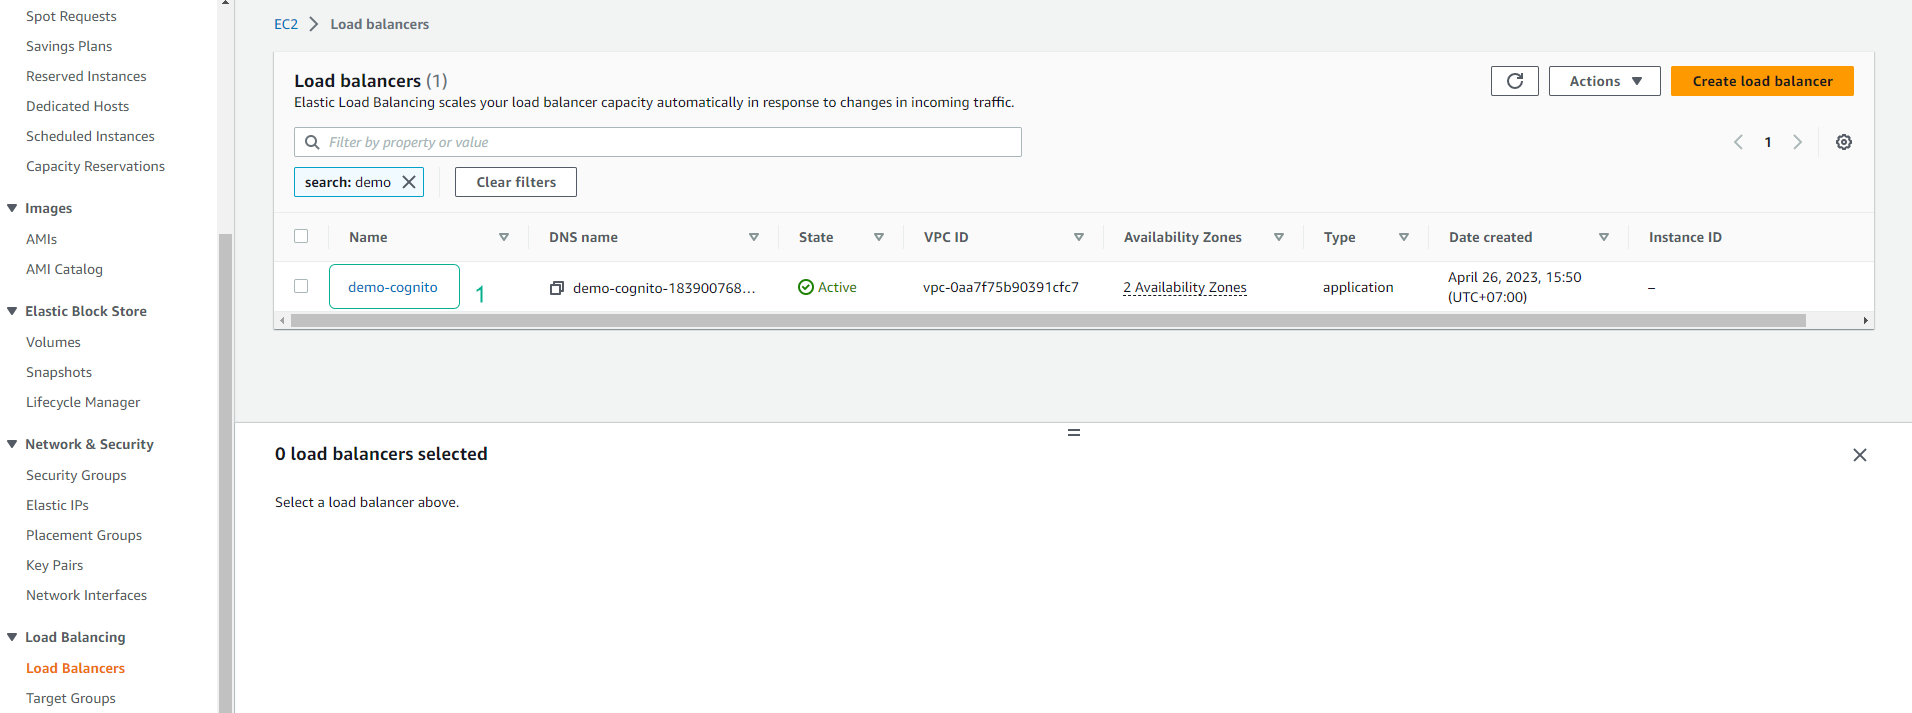 Spot Requests
Savings Plans
Reserved Instances
Dedicated Hosts
Scheduled Instances
Capacity Reservations
Images
AMIs
AMI Catalog
Elastic Block Store
Volumes
Snapshots
Lifecycle Manager
Network & Security
Security Groups
Elastic IPs
Placement Groups
Key Pairs
Network Interfaces
Load Balancing
Load Balancers
Target Groups
EC2 > Load balancers
Load balancers (1)
Elastic Load Balancing scales your load balancer capacity automatically in response to changes in incoming traffic.
Actions
Create load balancer
Filter by property or value
1
search: demo
Clear filters
Name DNS name State VPC ID Availability Zones Type Date created Instance ID
demo-cognito 1 demo-cognito-183900768... Active vpc-0aa7f75b90391cfc7 2 Availability Zones application April 26, 2023, 15:50 –
(UTC+07:00)
0 load balancers selected
Select a load balancer above.